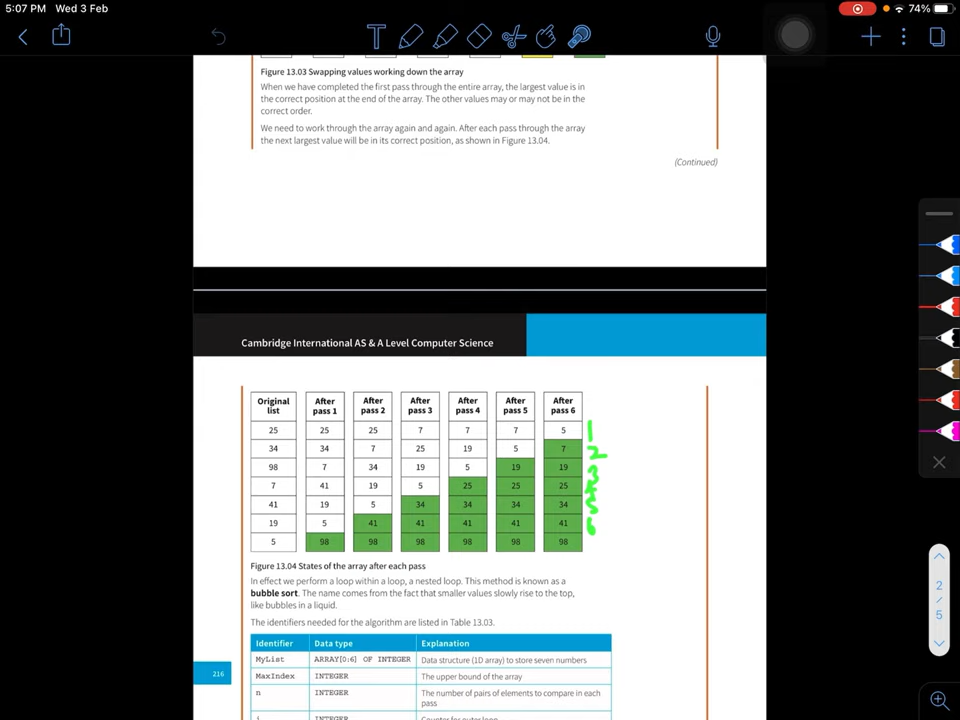 5:07 PM Wed 3 Feb
74%
Figure 13.03 Swapping values working down the array
When we have completed the first pass through the entire array, the largest value is in
the correct position at the end of the array. The other values may or may not be in the
correct order.
We need to work through the array again and again. After each pass through the array
the next largest value will be in its correct position, as shown in Figure 13.04.
(Continued)
Cambridge International AS & A Level Computer Science
Original list After pass 1 After pass 2 After pass 3 After pass 4 After pass 5 After pass 6
25 25 25 7 7 7 5 1
34 34 7 25 19 5 7 2
98 7 34 19 5 19 19 3
7 41 19 5 25 25 25 4
41 19 5 34 34 34 34 5
19 5 41 41 41 41 41 6
5 98 98 98 98 98 98
Figure 13.04 States of the array after each pass
In effect we perform a loop within a loop, a nested loop. This method is known as a
bubble sort. The name comes from the fact that smaller values slowly rise to the top,
like bubbles in a liquid.
The identifiers needed for the algorithm are listed in Table 13.03.
Identifier Data type Explanation
MyList ARRAY[0:6] OF INTEGER Data structure (1D array) to store seven numbers
MaxIndex INTEGER The upper bound of the array
n INTEGER The number of pairs of elements to compare in each
pass
INTEGER Counter for outer loop
216
2
/
5